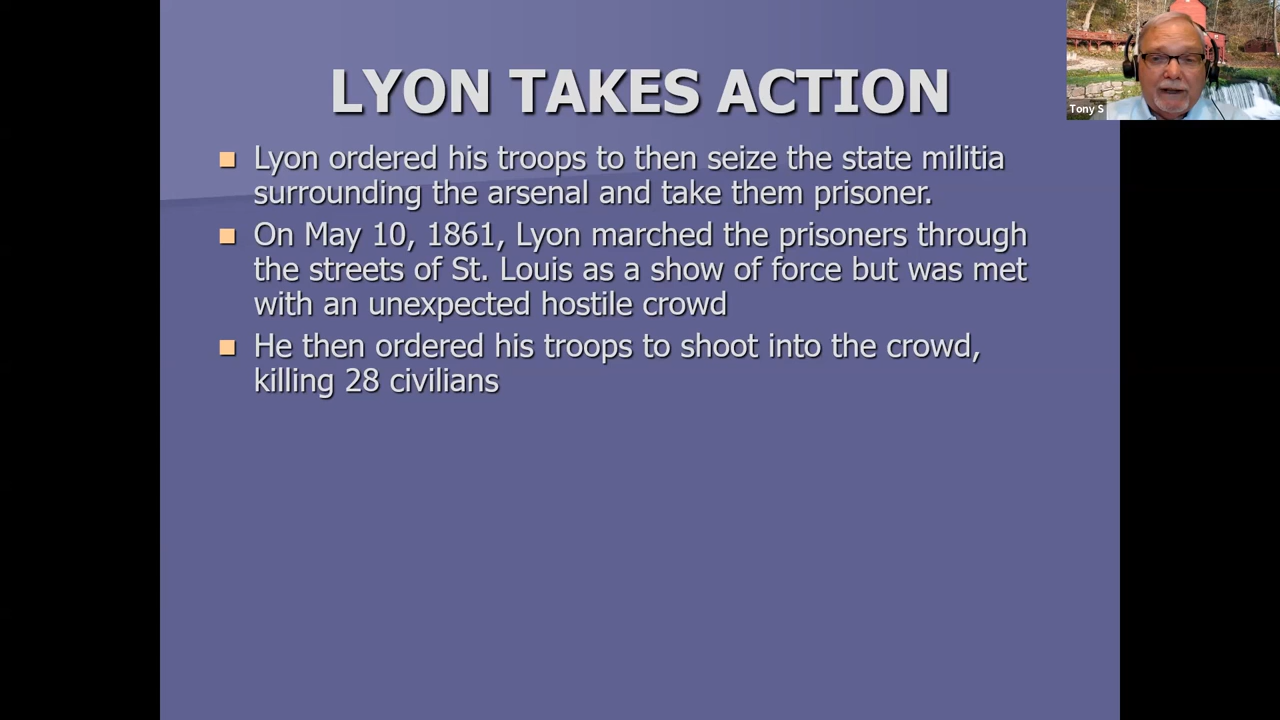 LYON TAKES ACTION
Tony S
Lyon ordered his troops to then seize the state militia
surrounding the arsenal and take them prisoner.
On May 10, 1861, Lyon marched the prisoners through
the streets of St. Louis as a show of force but was met
with an unexpected hostile crowd
He then ordered his troops to shoot into the crowd,
killing 28 civilians